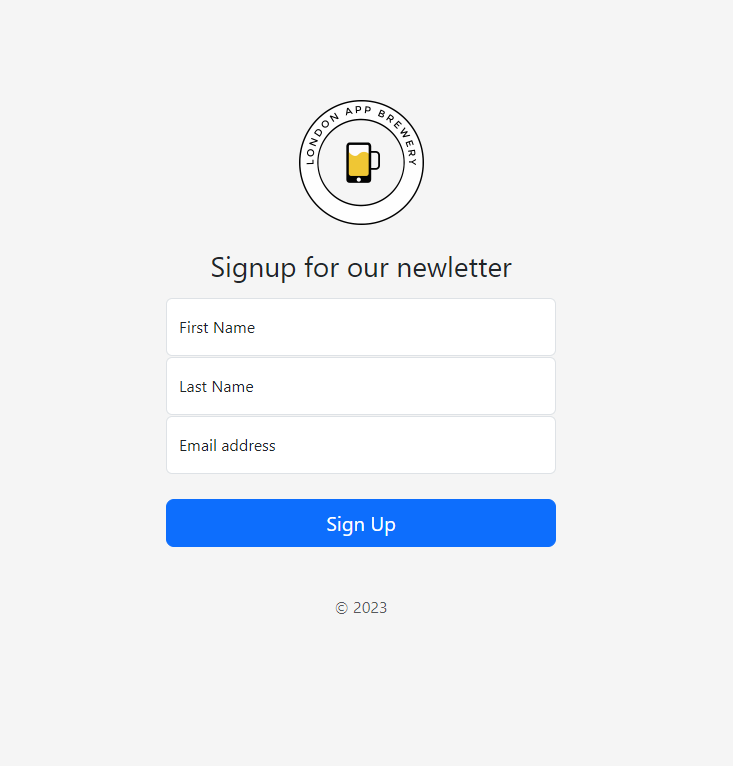 LONDON APP BREWERY
Signup for our newletter
First Name
Last Name
Email address
Sign Up
© 2023